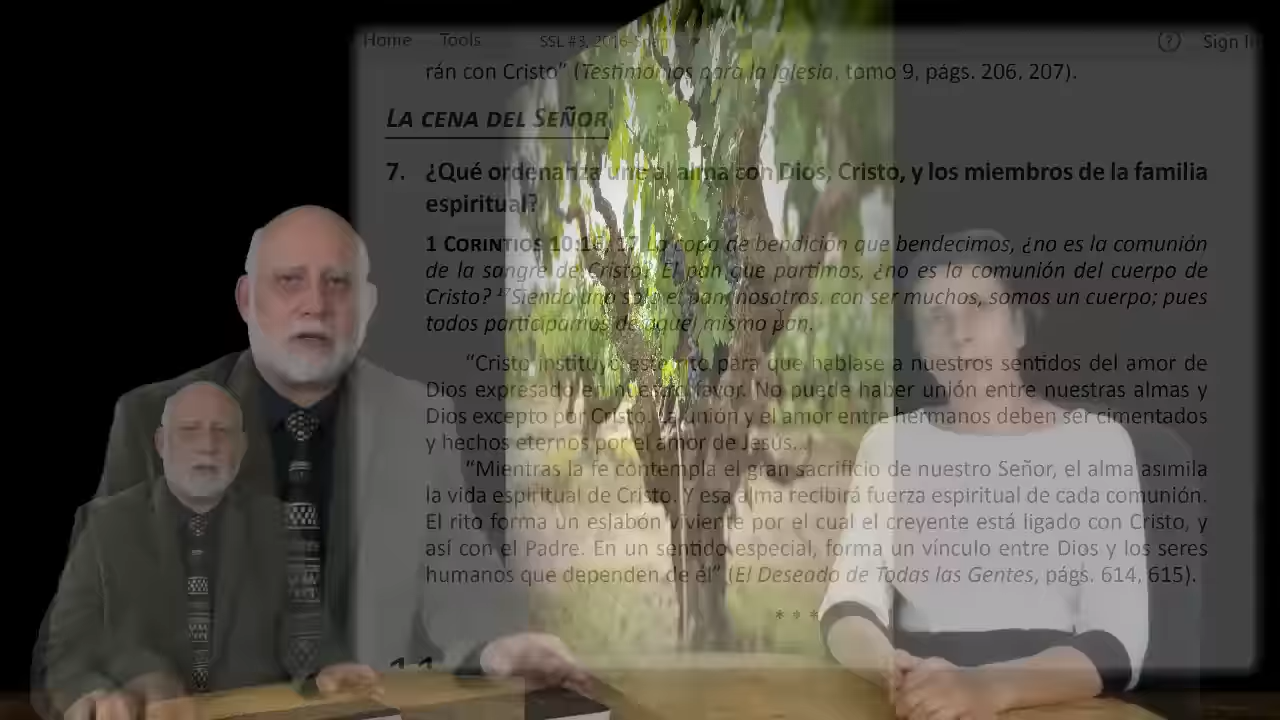 Home Tools SSL #3, 2016-Span Sign In
rán con Cristo” (Testimonios para la Iglesia, tomo 9, págs. 206, 207).
LA CENA DEL SEÑOR
7. ¿Qué ordenanza une al alma con Dios, Cristo, y los miembros de la familia
espiritual?
1 CORINTIOS 10:16, 17 La copa de bendición que bendecimos, ¿no es la comunión
de la sangre de Cristo? El pan que partimos, ¿no es la comunión del cuerpo de
Cristo? 17Siendo uno solo el pan, nosotros, con ser muchos, somos un cuerpo; pues
todos participamos de aquel mismo pan.
“Cristo instituyó este rito para que hablase a nuestros sentidos del amor de
Dios expresado en nuestro favor. No puede haber unión entre nuestras almas y
Dios excepto por Cristo. La unión y el amor entre hermanos deben ser cimentados
y hechos eternos por el amor de Jesús...
“Mientras la fe contempla el gran sacrificio de nuestro Señor, el alma asimila
la vida espiritual de Cristo. Y esa alma recibirá fuerza espiritual de cada comunión.
El rito forma un eslabón viviente por el cual el creyente está ligado con Cristo, y
así con el Padre. En un sentido especial, forma un vínculo entre Dios y los seres
humanos que dependen de él” (El Deseado de Todas las Gentes, págs. 614, 615).
* * *